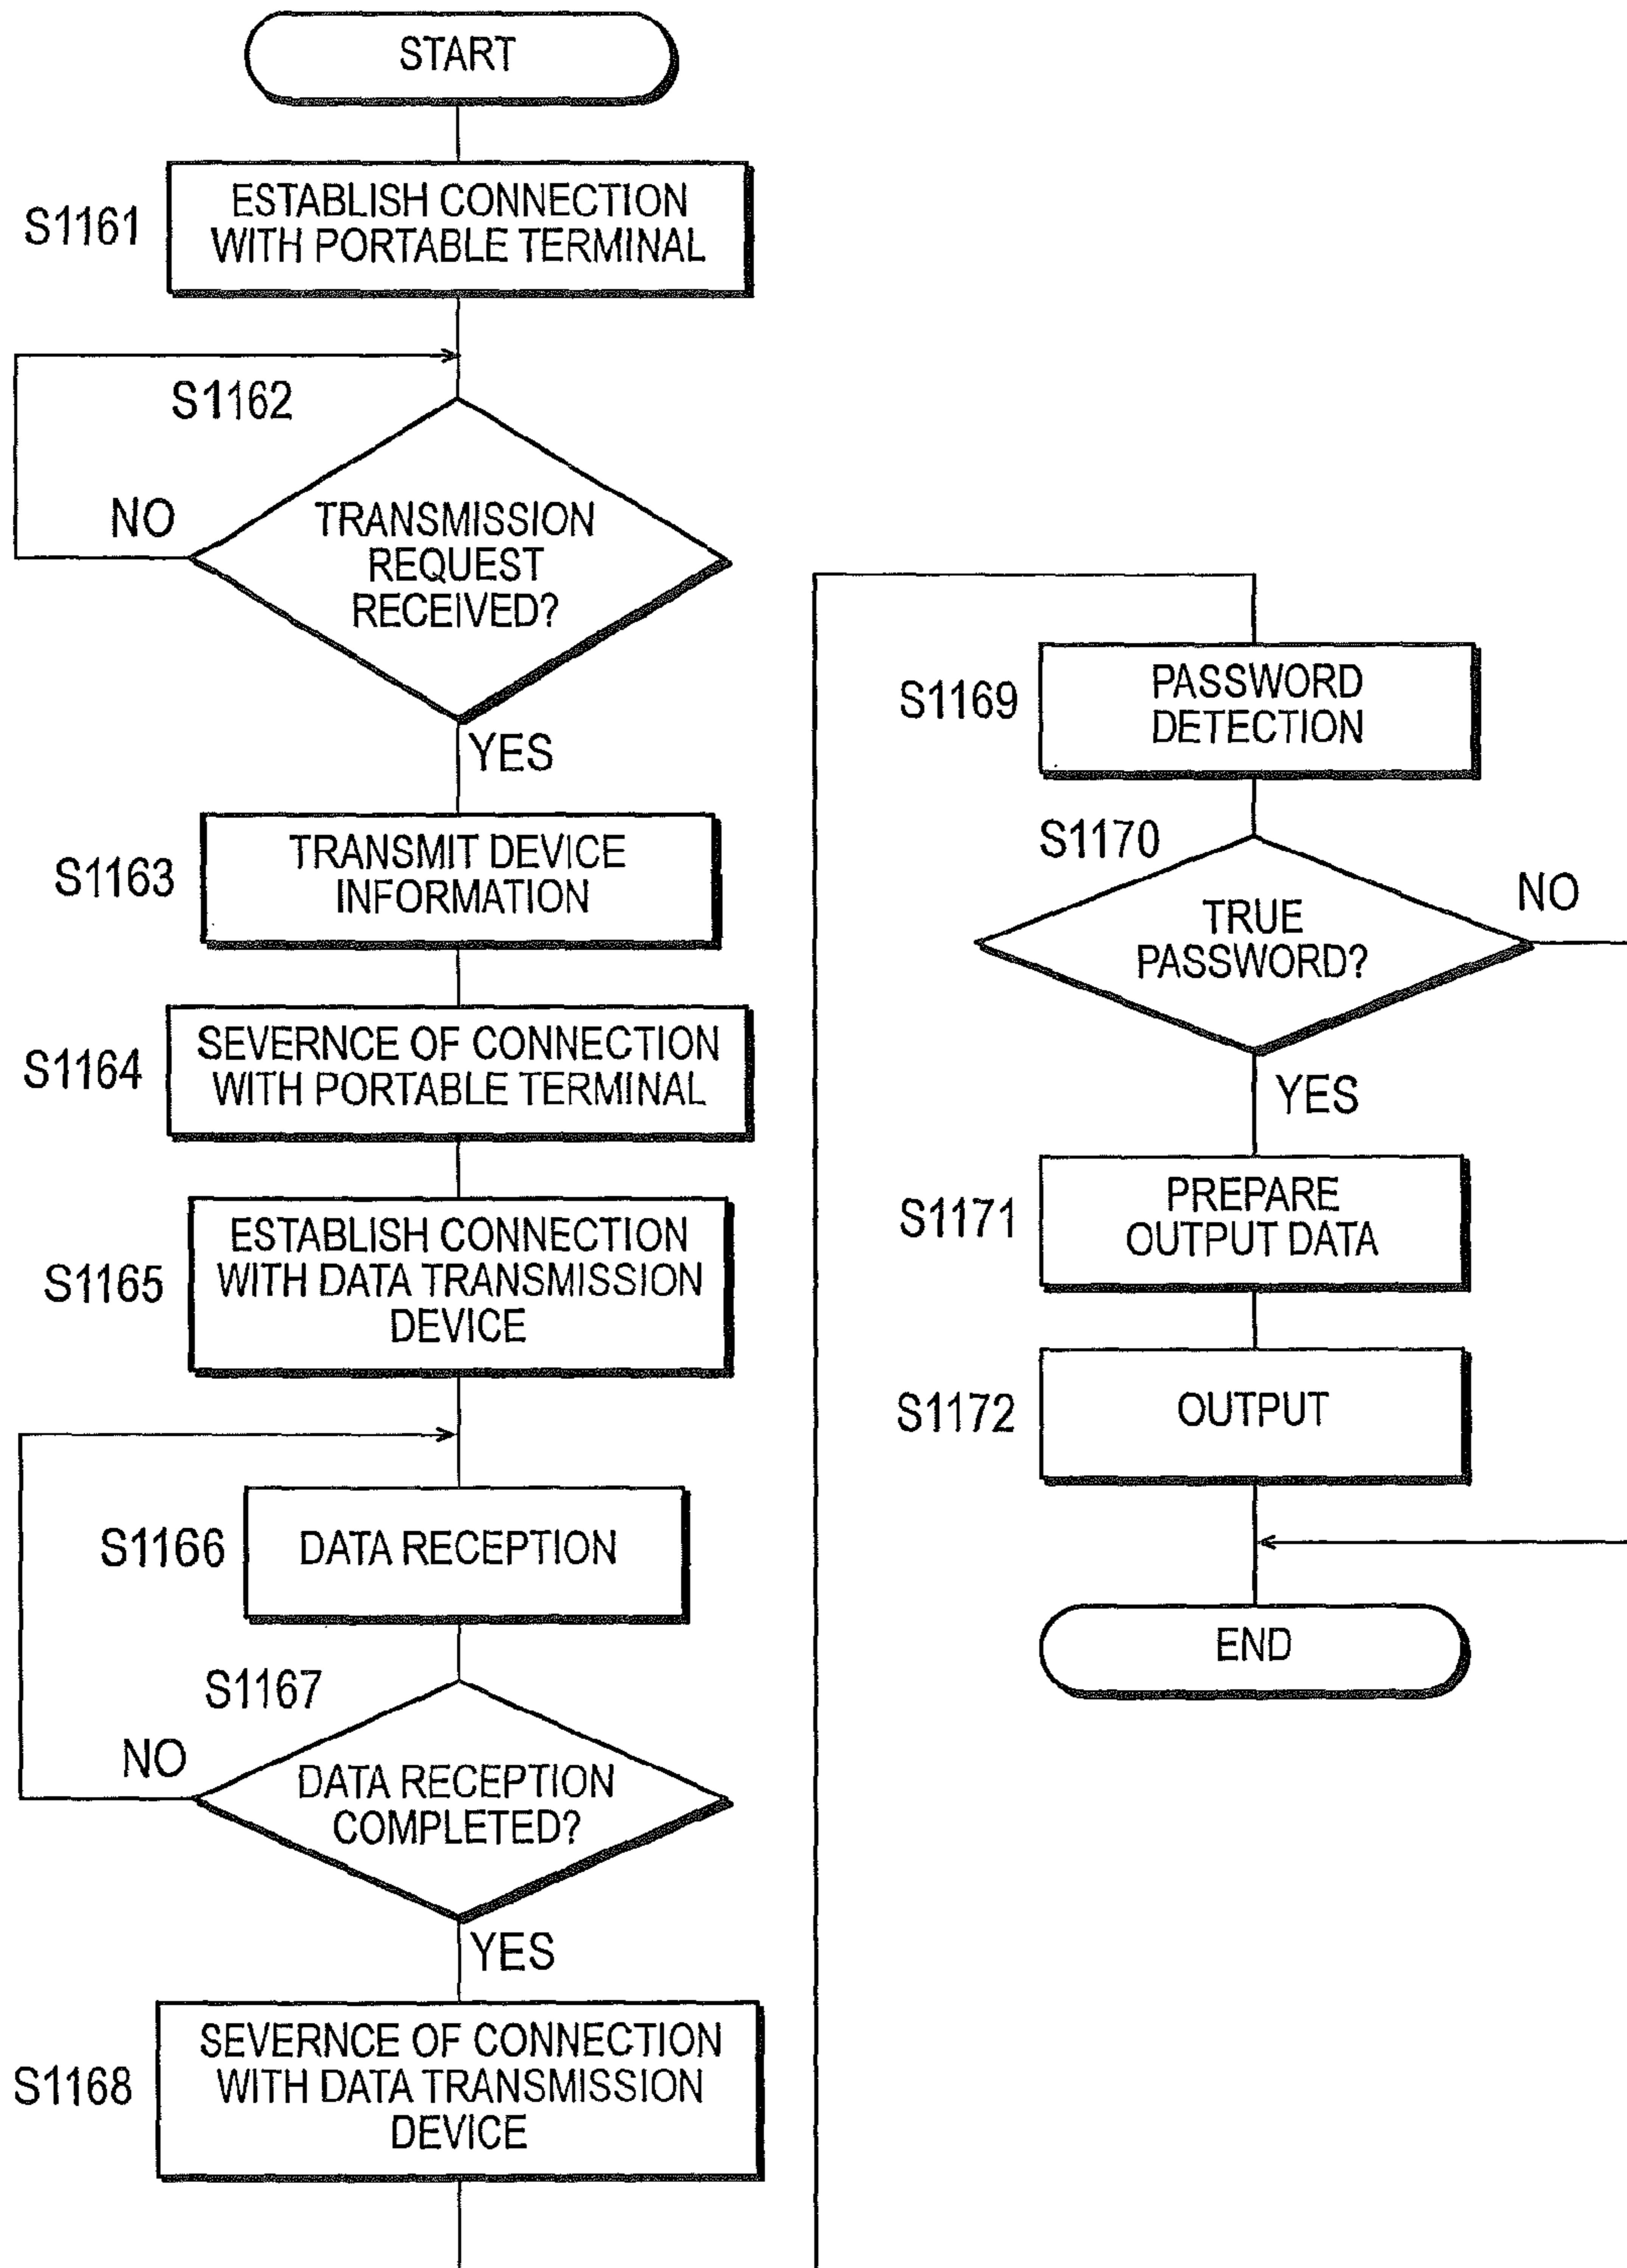 START
S1161
ESTABLISH CONNECTION
WITH PORTABLE TERMINAL
S1162
NO
TRANSMISSION
REQUEST
RECEIVED?
YES
S1163
TRANSMIT DEVICE
INFORMATION
S1164
SEVERNCE OF CONNECTION
WITH PORTABLE TERMINAL
S1165
ESTABLISH CONNECTION
WITH DATA TRANSMISSION
DEVICE
S1166
DATA RECEPTION
S1167
NO
DATA RECEPTION
COMPLETED?
YES
S1168
SEVERNCE OF CONNECTION
WITH DATA TRANSMISSION
DEVICE
S1169
PASSWORD
DETECTION
S1170
NO
TRUE
PASSWORD?
YES
S1171
PREPARE
OUTPUT DATA
S1172
OUTPUT
END